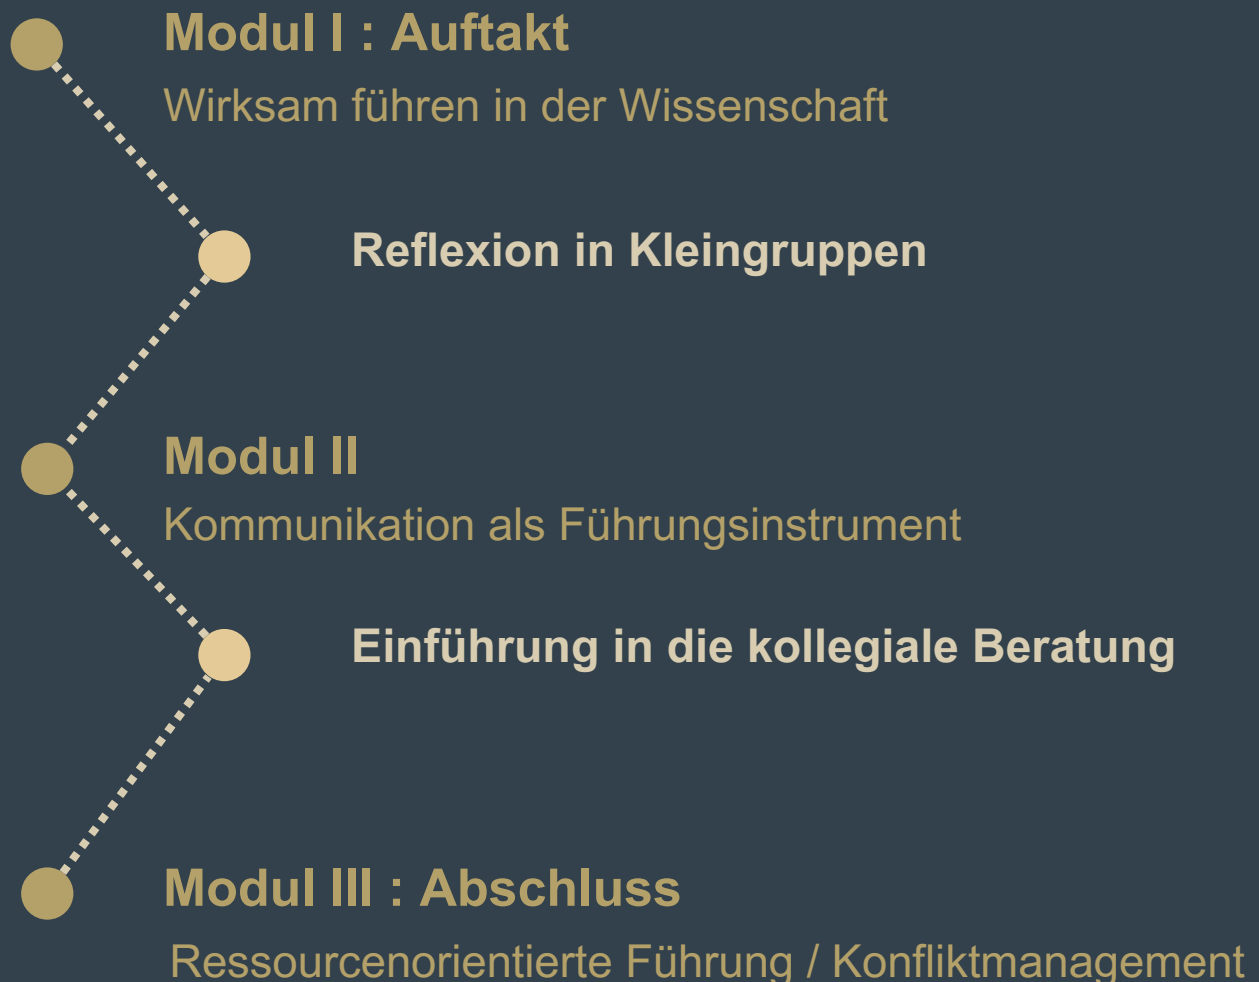 Modul I : Auftakt
Wirksam führen in der Wissenschaft
Reflexion in Kleingruppen
Modul II
Kommunikation als Führungsinstrument
Einführung in die kollegiale Beratung
Modul III : Abschluss
Ressourcenorientierte Führung / Konfliktmanagement